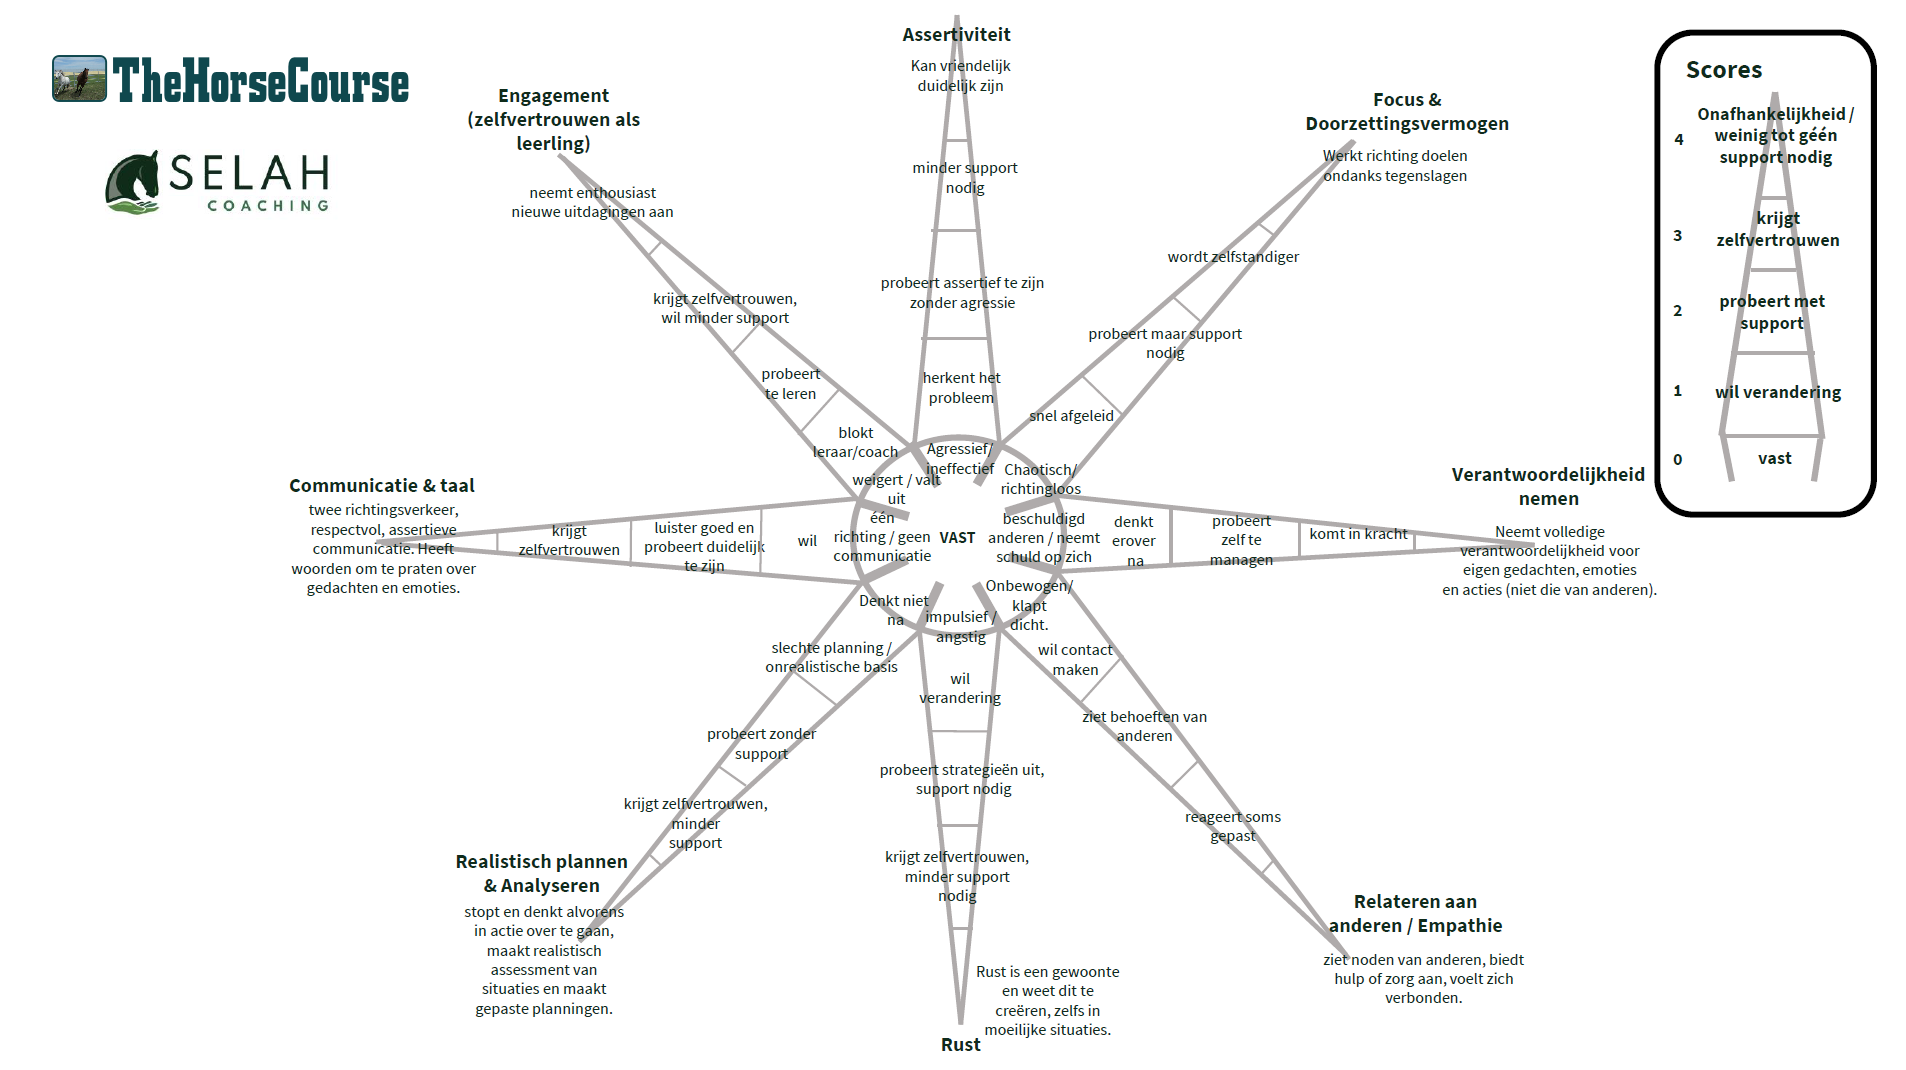 TheHorseCourse
SELAH
COACHING
Assertiviteit
Kan vriendelijk
duidelijk zijn
minder support
nodig
probeert assertief te zijn
zonder agressie
herkent het
probleem
Agressief/
ineffectief
Engagement
(zelfvertrouwen als
leerling)
neemt enthousiast
nieuwe uitdagingen aan
krijgt zelfvertrouwen,
wil minder support
probeert
te leren
blokt
leraar/coach
weigert / valt
uit
Focus &
Doorzettingsvermogen
Werkt richting doelen
ondanks tegenslagen
wordt zelfstandiger
probeert maar support
nodig
snel afgeleid
Chaotisch/
richtingloos
Scores
4
Onafhankelijkheid /
weinig tot géén
support nodig
3
krijgt
zelfvertrouwen
2
probeert met
support
1
wil verandering
0
vast
Communicatie & taal
twee richtingsverkeer,
respectvol, assertieve
communicatie. Heeft
woorden om te praten over
gedachten en emoties.
krijgt
zelfvertrouwen
luister goed en
probeert duidelijk
te zijn
wil
één
richting / geen
communicatie
VAST
beschuldigd
anderen / neemt
schuld op zich
denkt
erover
na
probeert
zelf te
managen
komt in kracht
Verantwoordelijkheid
nemen
Neemt volledige
verantwoordelijkheid voor
eigen gedachten, emoties
en acties (niet die van anderen).
Denkt niet
na
slechte planning /
onrealistische basis
probeert zonder
support
krijgt zelfvertrouwen,
minder
support
Realistisch plannen
& Analyseren
stopt en denkt alvorens
in actie over te gaan,
maakt realistisch
assessment van
situaties en maakt
gepaste planningen.
impulsief /
angstig
wil
verandering
probeert strategieën uit,
support nodig
krijgt zelfvertrouwen,
minder support
nodig
Rust is een gewoonte
en weet dit te
creëren, zelfs in
moeilijke situaties.
Rust
Onbewogen/
klapt
dicht.
wil contact
maken
ziet behoeften van
anderen
reageert soms
gepast
Relateren aan
anderen / Empathie
ziet noden van anderen, biedt
hulp of zorg aan, voelt zich
verbonden.